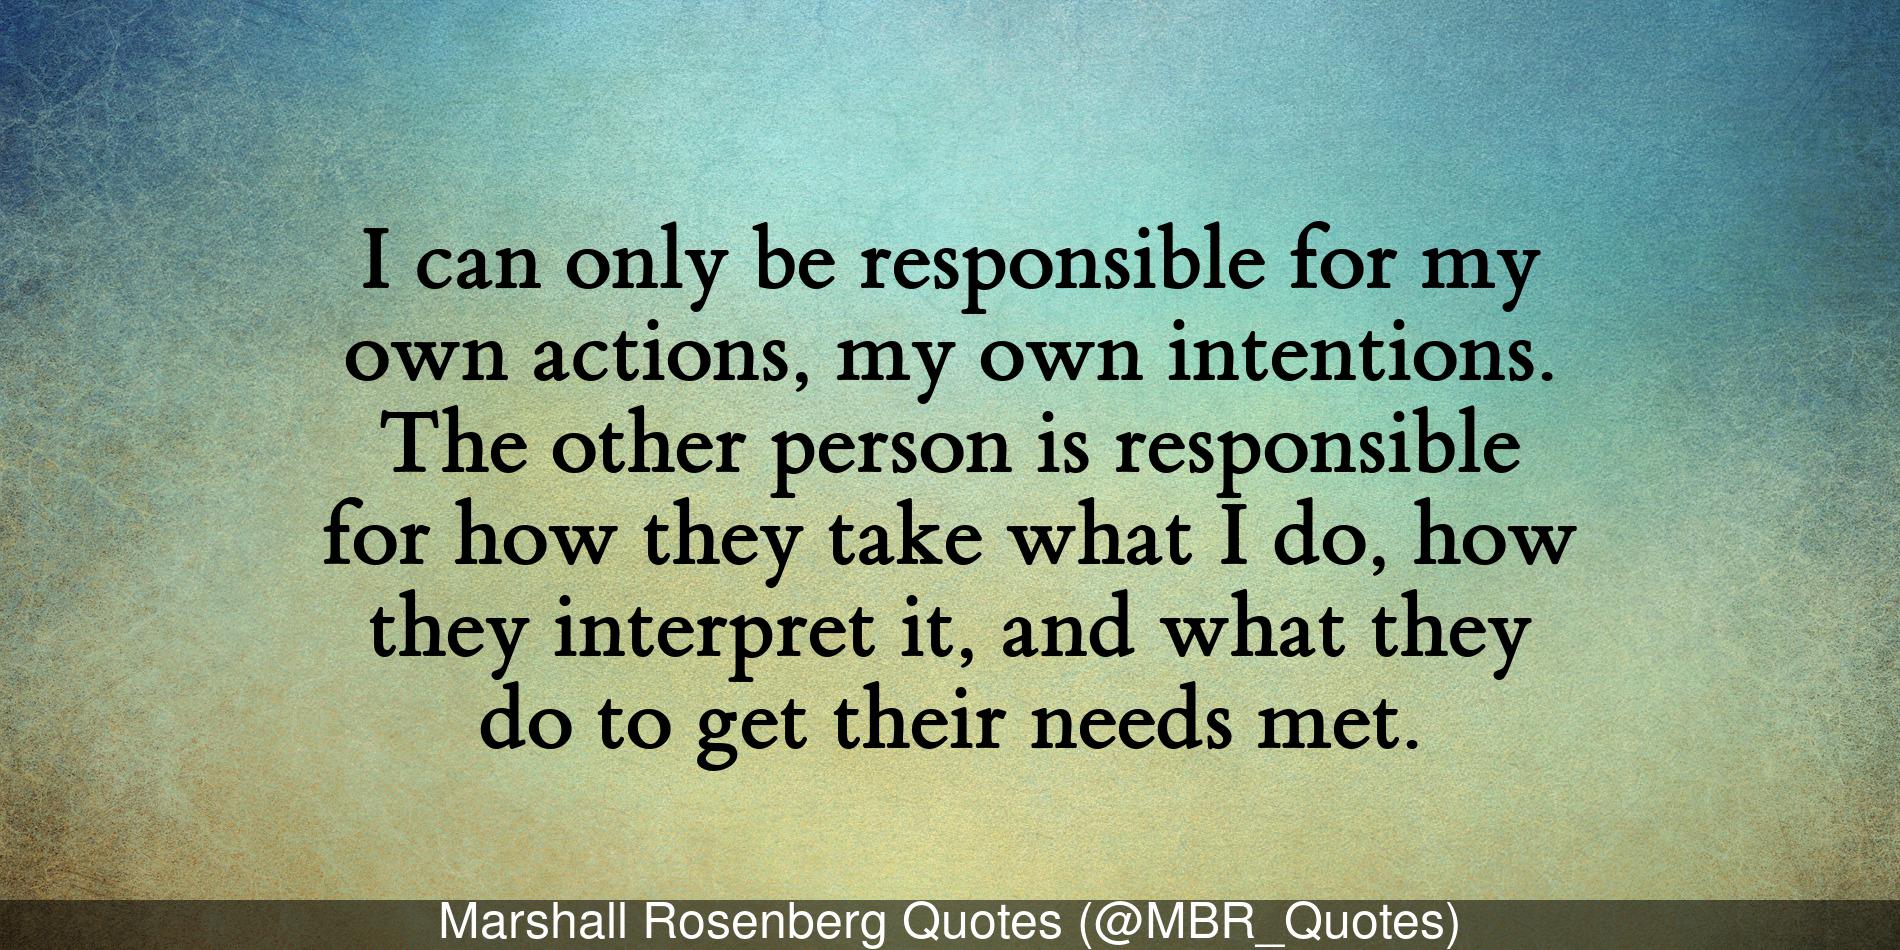 I can only be responsible for my
own actions, my own intentions.
The other person is responsible
for how they take what I do, how
they interpret it, and what they
do to get their needs met.
Marshall Rosenberg Quotes (@MBR_Quotes)